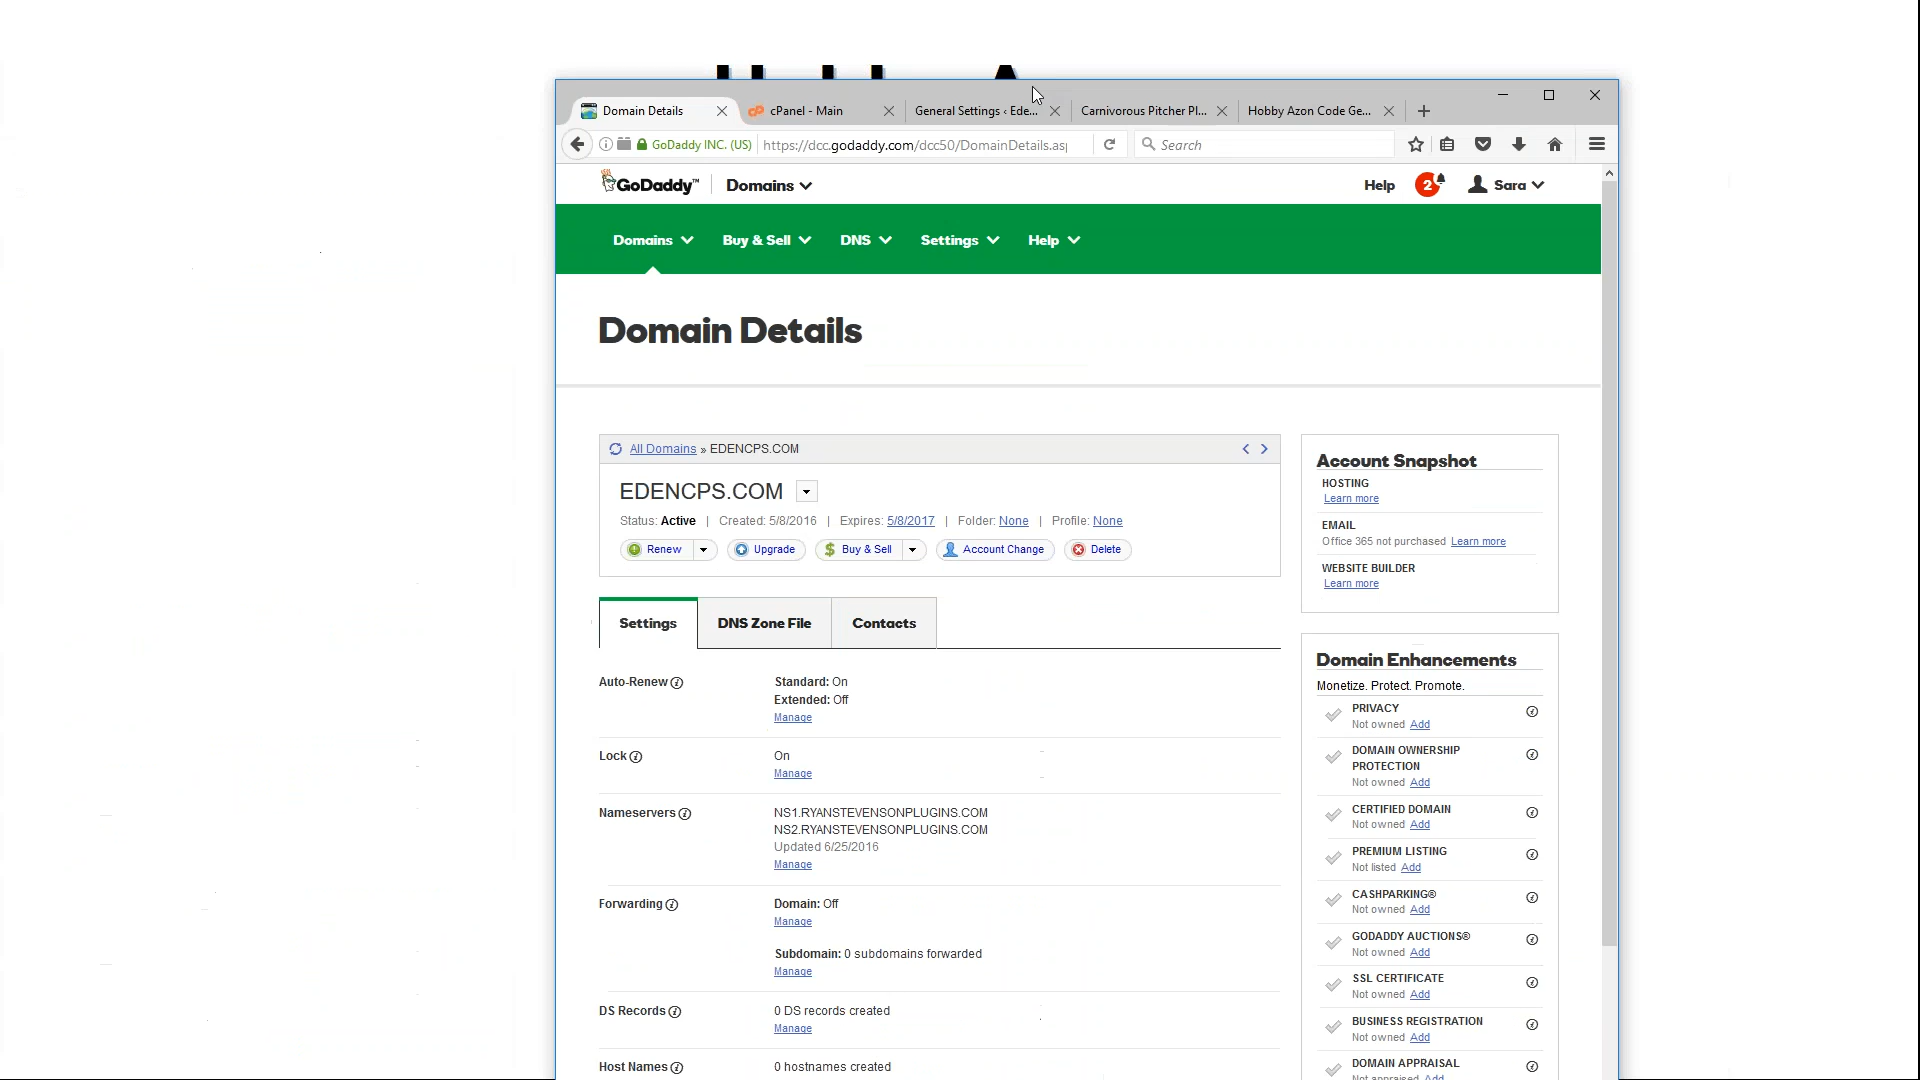 Domain Details
cPanel - Main
General Settings ‹ Ede...
Carnivorous Pitcher Pl...
Hobby Azon Code Ge...
GoDaddy INC. (US)
https://dcc.godaddy.com/dcc50/DomainDetails.asp
Search
GoDaddy™
Domains
Help
2
Sara
Domains
Buy & Sell
DNS
Settings
Help
Domain Details
All Domains » EDENCPS.COM
EDENCPS.COM
Status: Active | Created: 5/8/2016 | Expires: 5/8/2017 | Folder: None | Profile: None
Renew
Upgrade
Buy & Sell
Account Change
Delete
Settings
DNS Zone File
Contacts
Auto-Renew
Standard: On
Extended: Off
Manage
Lock
On
Manage
Nameservers
NS1.RYANSTEVENSONPLUGINS.COM
NS2.RYANSTEVENSONPLUGINS.COM
Updated 6/25/2016
Manage
Forwarding
Domain: Off
Manage
Subdomain: 0 subdomains forwarded
Manage
DS Records
0 DS records created
Manage
Host Names
0 hostnames created
Account Snapshot
HOSTING
Learn more
EMAIL
Office 365 not purchased Learn more
WEBSITE BUILDER
Learn more
Domain Enhancements
Monetize. Protect. Promote.
PRIVACY
Not owned Add
DOMAIN OWNERSHIP
PROTECTION
Not owned Add
CERTIFIED DOMAIN
Not owned Add
PREMIUM LISTING
Not listed Add
CASHPARKING®
Not owned Add
GODADDY AUCTIONS®
Not owned Add
SSL CERTIFICATE
Not owned Add
BUSINESS REGISTRATION
Not owned Add
DOMAIN APPRAISAL
Not appraised Add